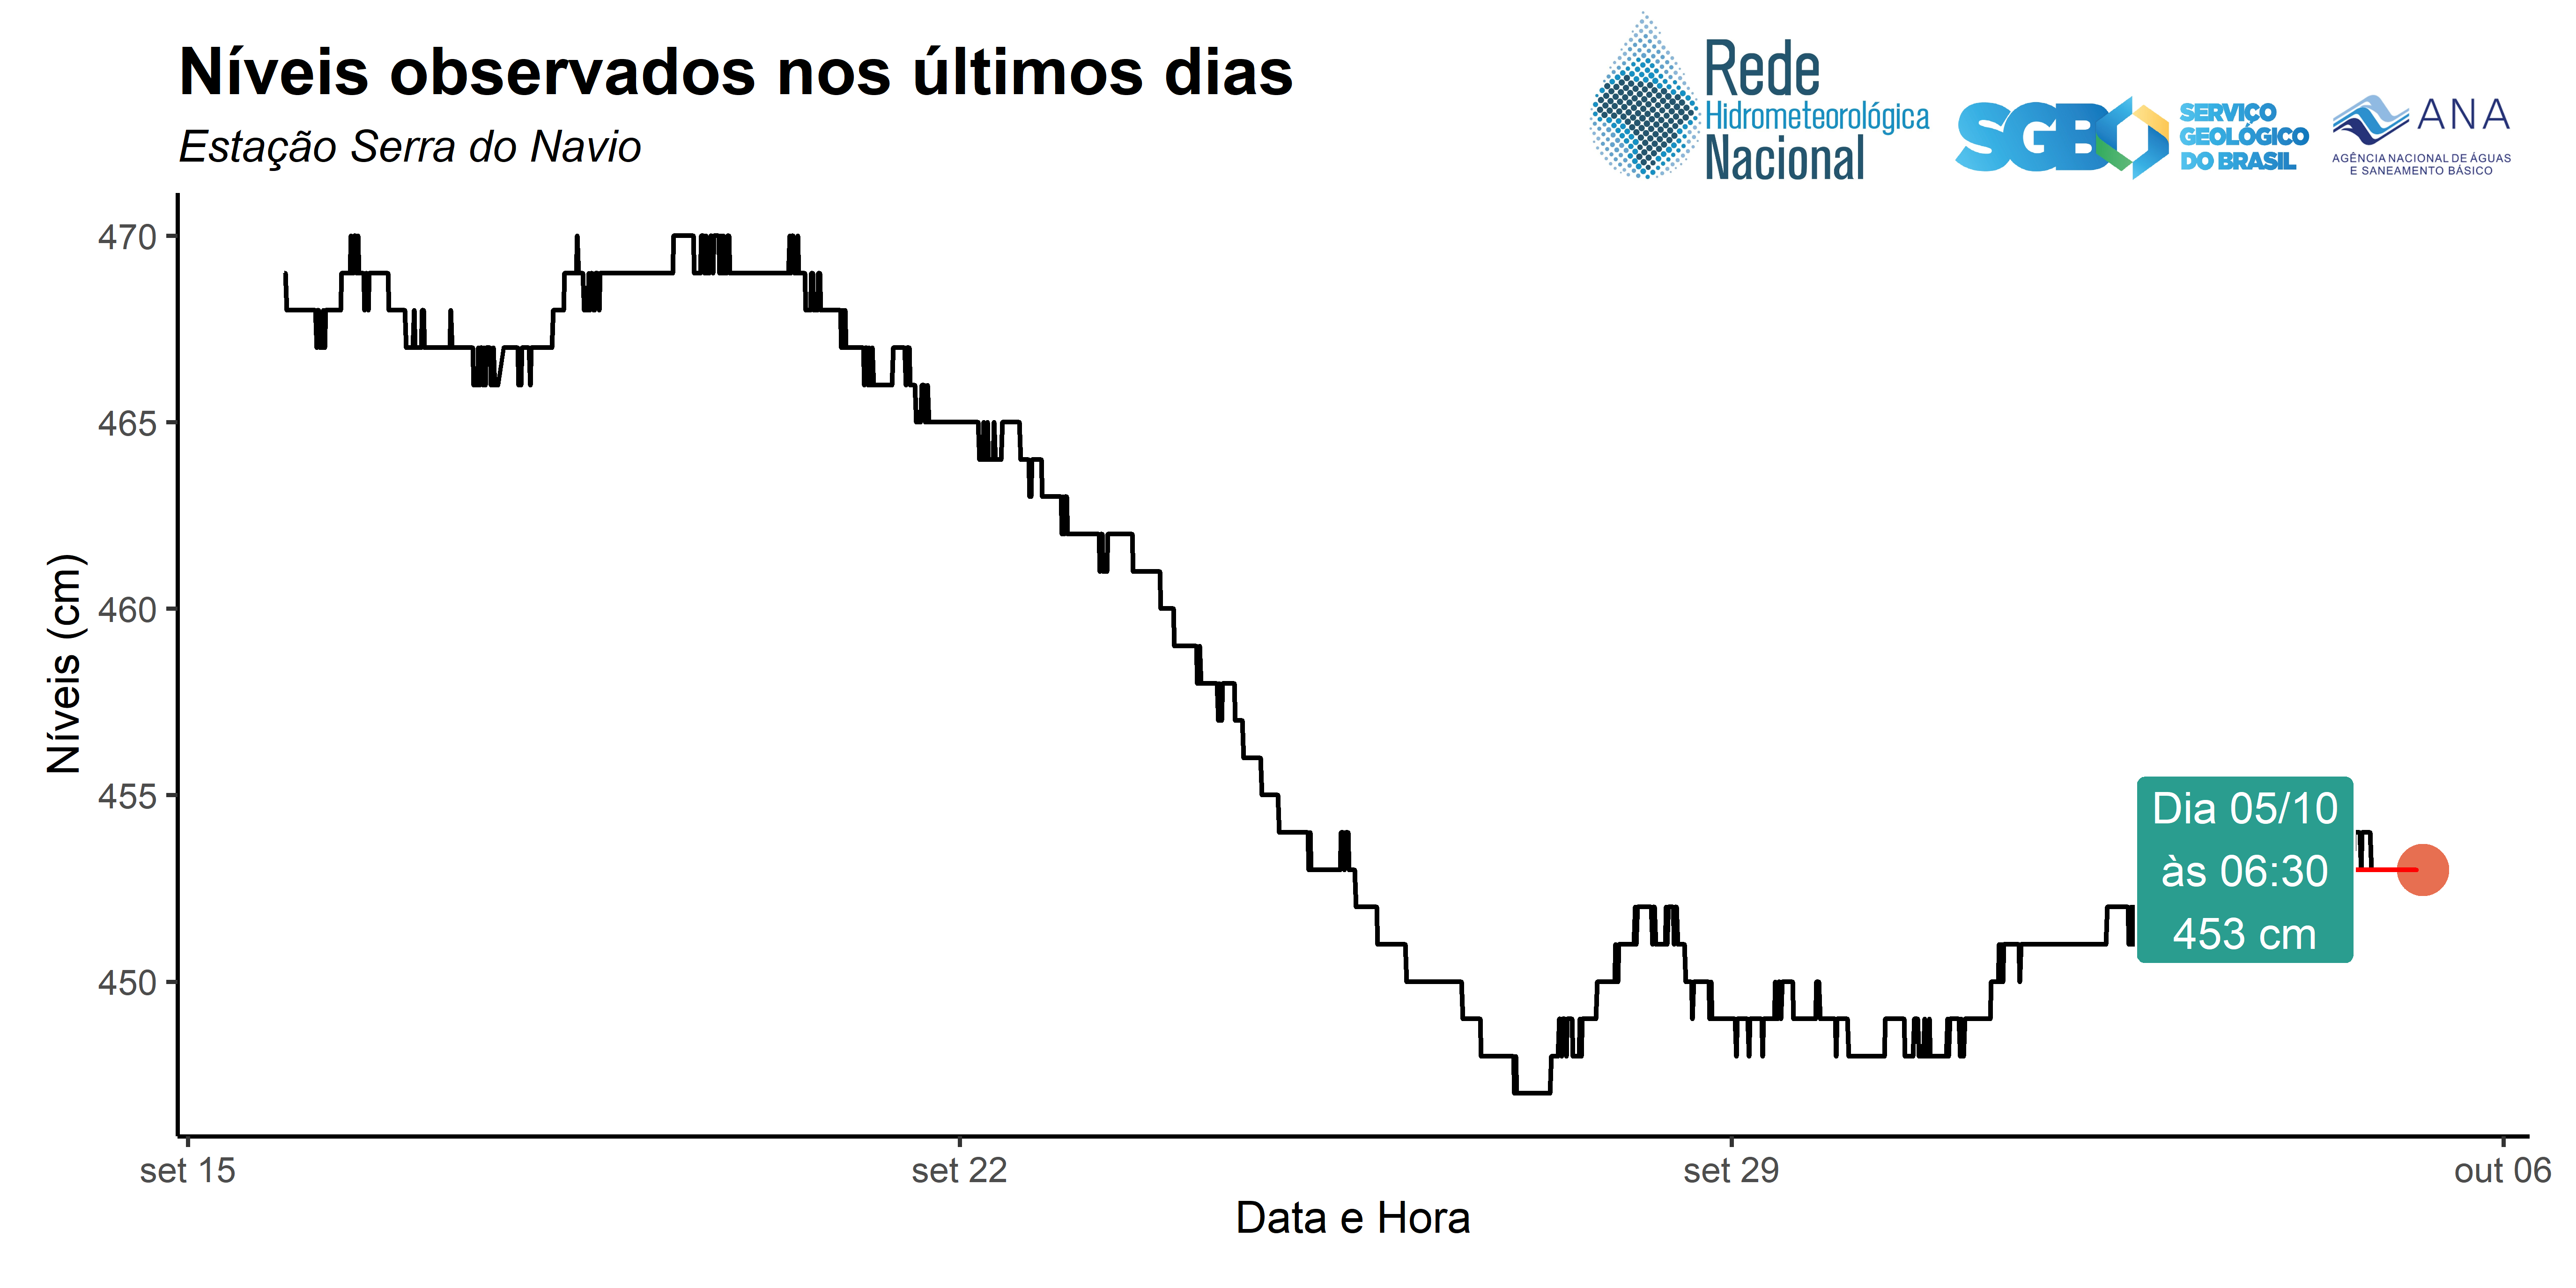 Níveis observados nos últimos dias
Estação Serra do Navio
Rede
Hidrometeorológica
Nacional
SGB
SERVIÇO
GEOLÓGICO
DO BRASIL
ANA
AGÊNCIA NACIONAL DE ÁGUAS
E SANEAMENTO BÁSICO
470
465
460
455
450
Níveis (cm)
Dia 05/10
às 06:30
453 cm
set 15
set 22
set 29
out 06
Data e Hora